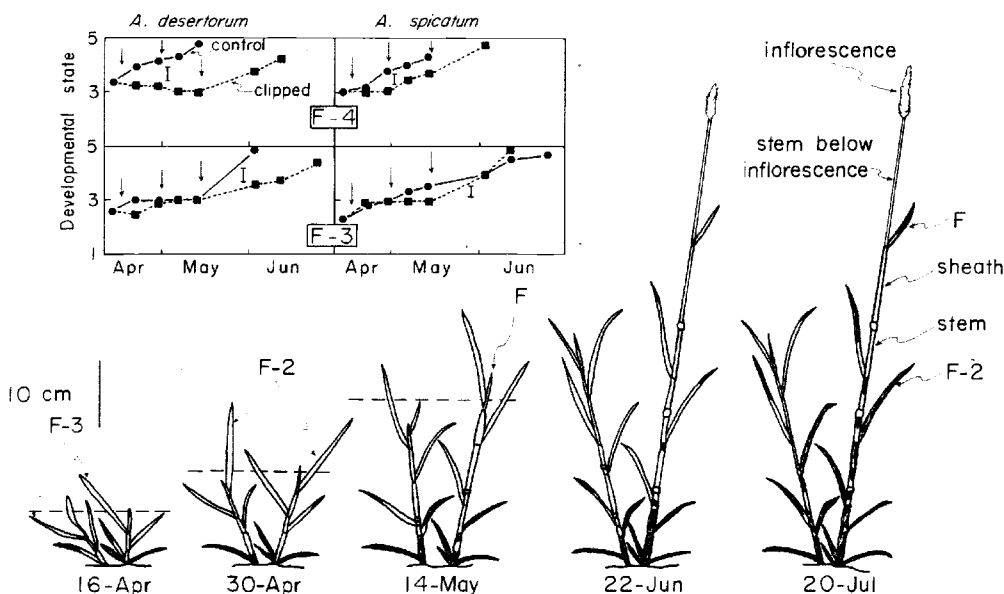 A. desertorum
A. spicatum
Developmental state
5
3
control
clipped
F-4
Developmental state
5
3
1
F-3
Apr
May
Jun
Apr
May
Jun
inflorescence
stem below
inflorescence
F
sheath
stem
F-2
F
F-2
10 cm
F-3
16-Apr
30-Apr
14-May
22-Jun
20-Jul